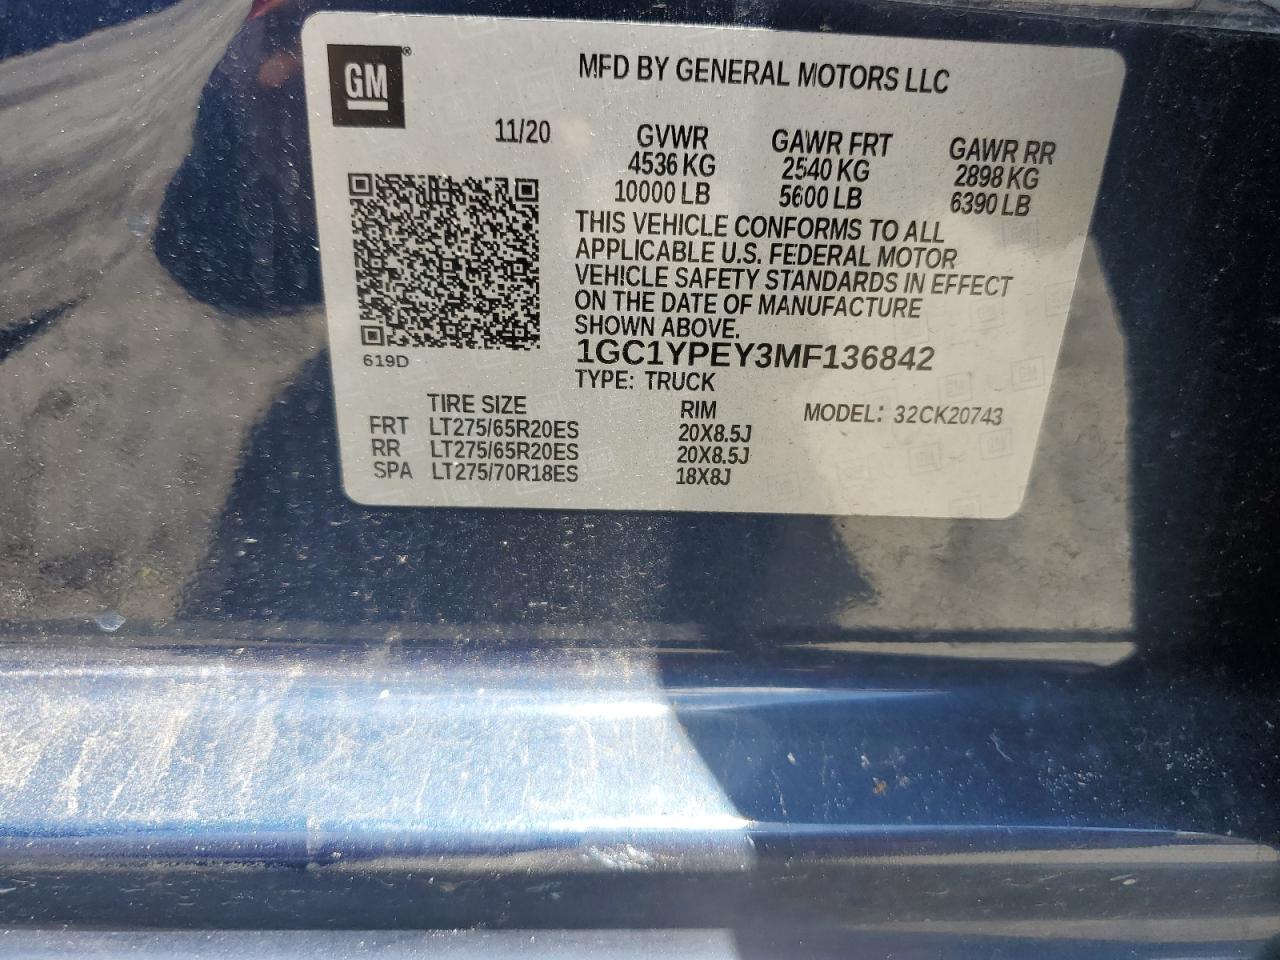 GM
MFD BY GENERAL MOTORS LLC
11/20
GVWR GAWR FRT GAWR RR
4536 KG 2540 KG 2898 KG
10000 LB 5600 LB 6390 LB
THIS VEHICLE CONFORMS TO ALL
APPLICABLE U.S. FEDERAL MOTOR
VEHICLE SAFETY STANDARDS IN EFFECT
ON THE DATE OF MANUFACTURE
SHOWN ABOVE.
1GC1YPEY3MF136842
619D
TYPE: TRUCK
TIRE SIZE RIM MODEL: 32CK20743
FRT LT275/65R20ES 20X8.5J
RR LT275/65R20ES 20X8.5J
SPA LT275/70R18ES 18X8J